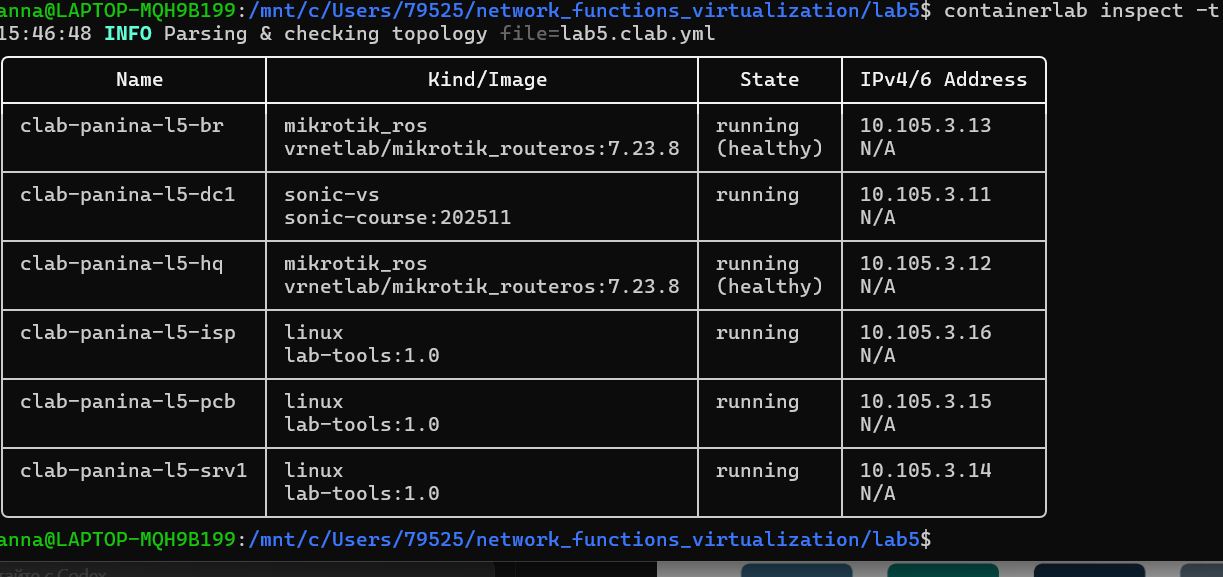 anna@LAPTOP-MQH9B199:/mnt/c/Users/79525/network_functions_virtualization/lab5$ containerlab inspect -t
15:46:48 INFO Parsing & checking topology file=lab5.clab.yml
Name Kind/Image State IPv4/6 Address
clab-panina-l5-br mikrotik_ros running 10.105.3.13
vrnetlab/mikrotik_routeros:7.23.8 (healthy) N/A
clab-panina-l5-dc1 sonic-vs running 10.105.3.11
sonic-course:202511 N/A
clab-panina-l5-hq mikrotik_ros running 10.105.3.12
vrnetlab/mikrotik_routeros:7.23.8 (healthy) N/A
clab-panina-l5-isp linux running 10.105.3.16
lab-tools:1.0 N/A
clab-panina-l5-pcb linux running 10.105.3.15
lab-tools:1.0 N/A
clab-panina-l5-srv1 linux running 10.105.3.14
lab-tools:1.0 N/A
anna@LAPTOP-MQH9B199:/mnt/c/Users/79525/network_functions_virtualization/lab5$
с Codex